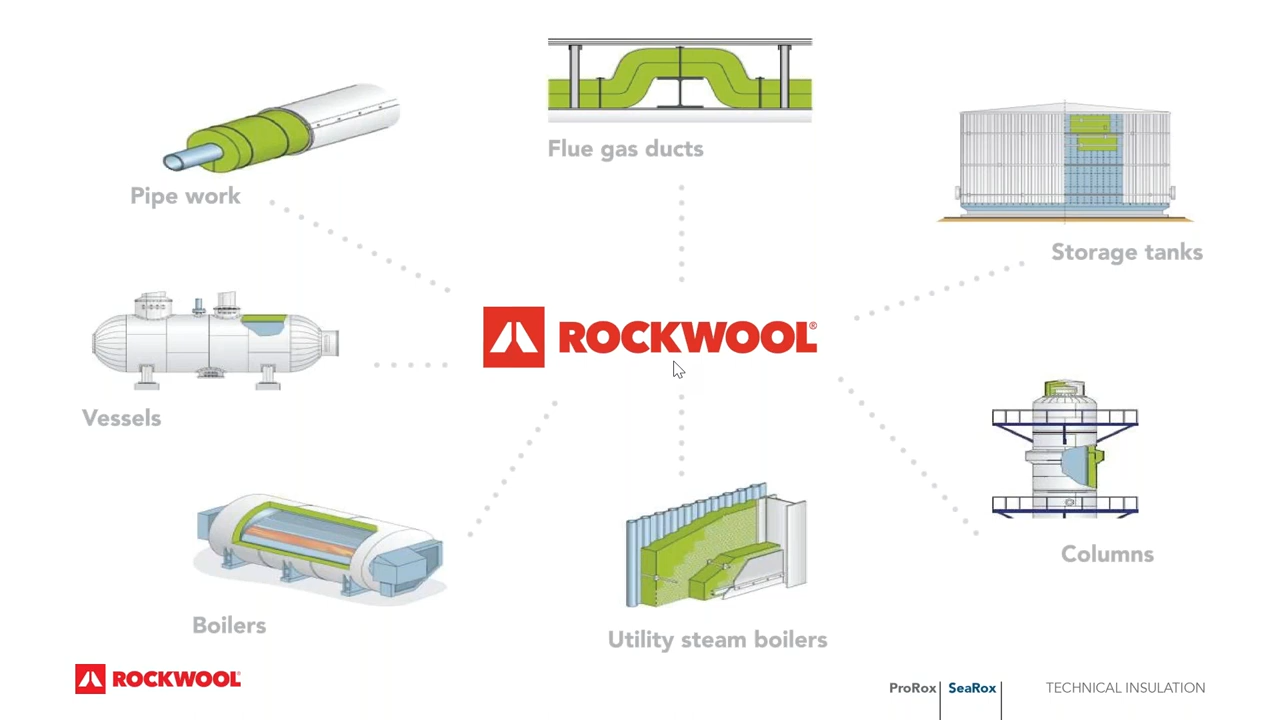 Flue gas ducts
Pipe work
Storage tanks
ROCKWOOL®
Vessels
Columns
Boilers
Utility steam boilers
ROCKWOOL
ProRox SeaRox TECHNICAL INSULATION